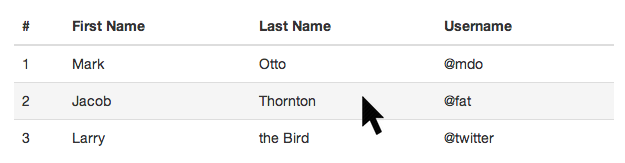 # First Name Last Name Username
1 Mark Otto @mdo
2 Jacob Thornton @fat
3 Larry the Bird @twitter